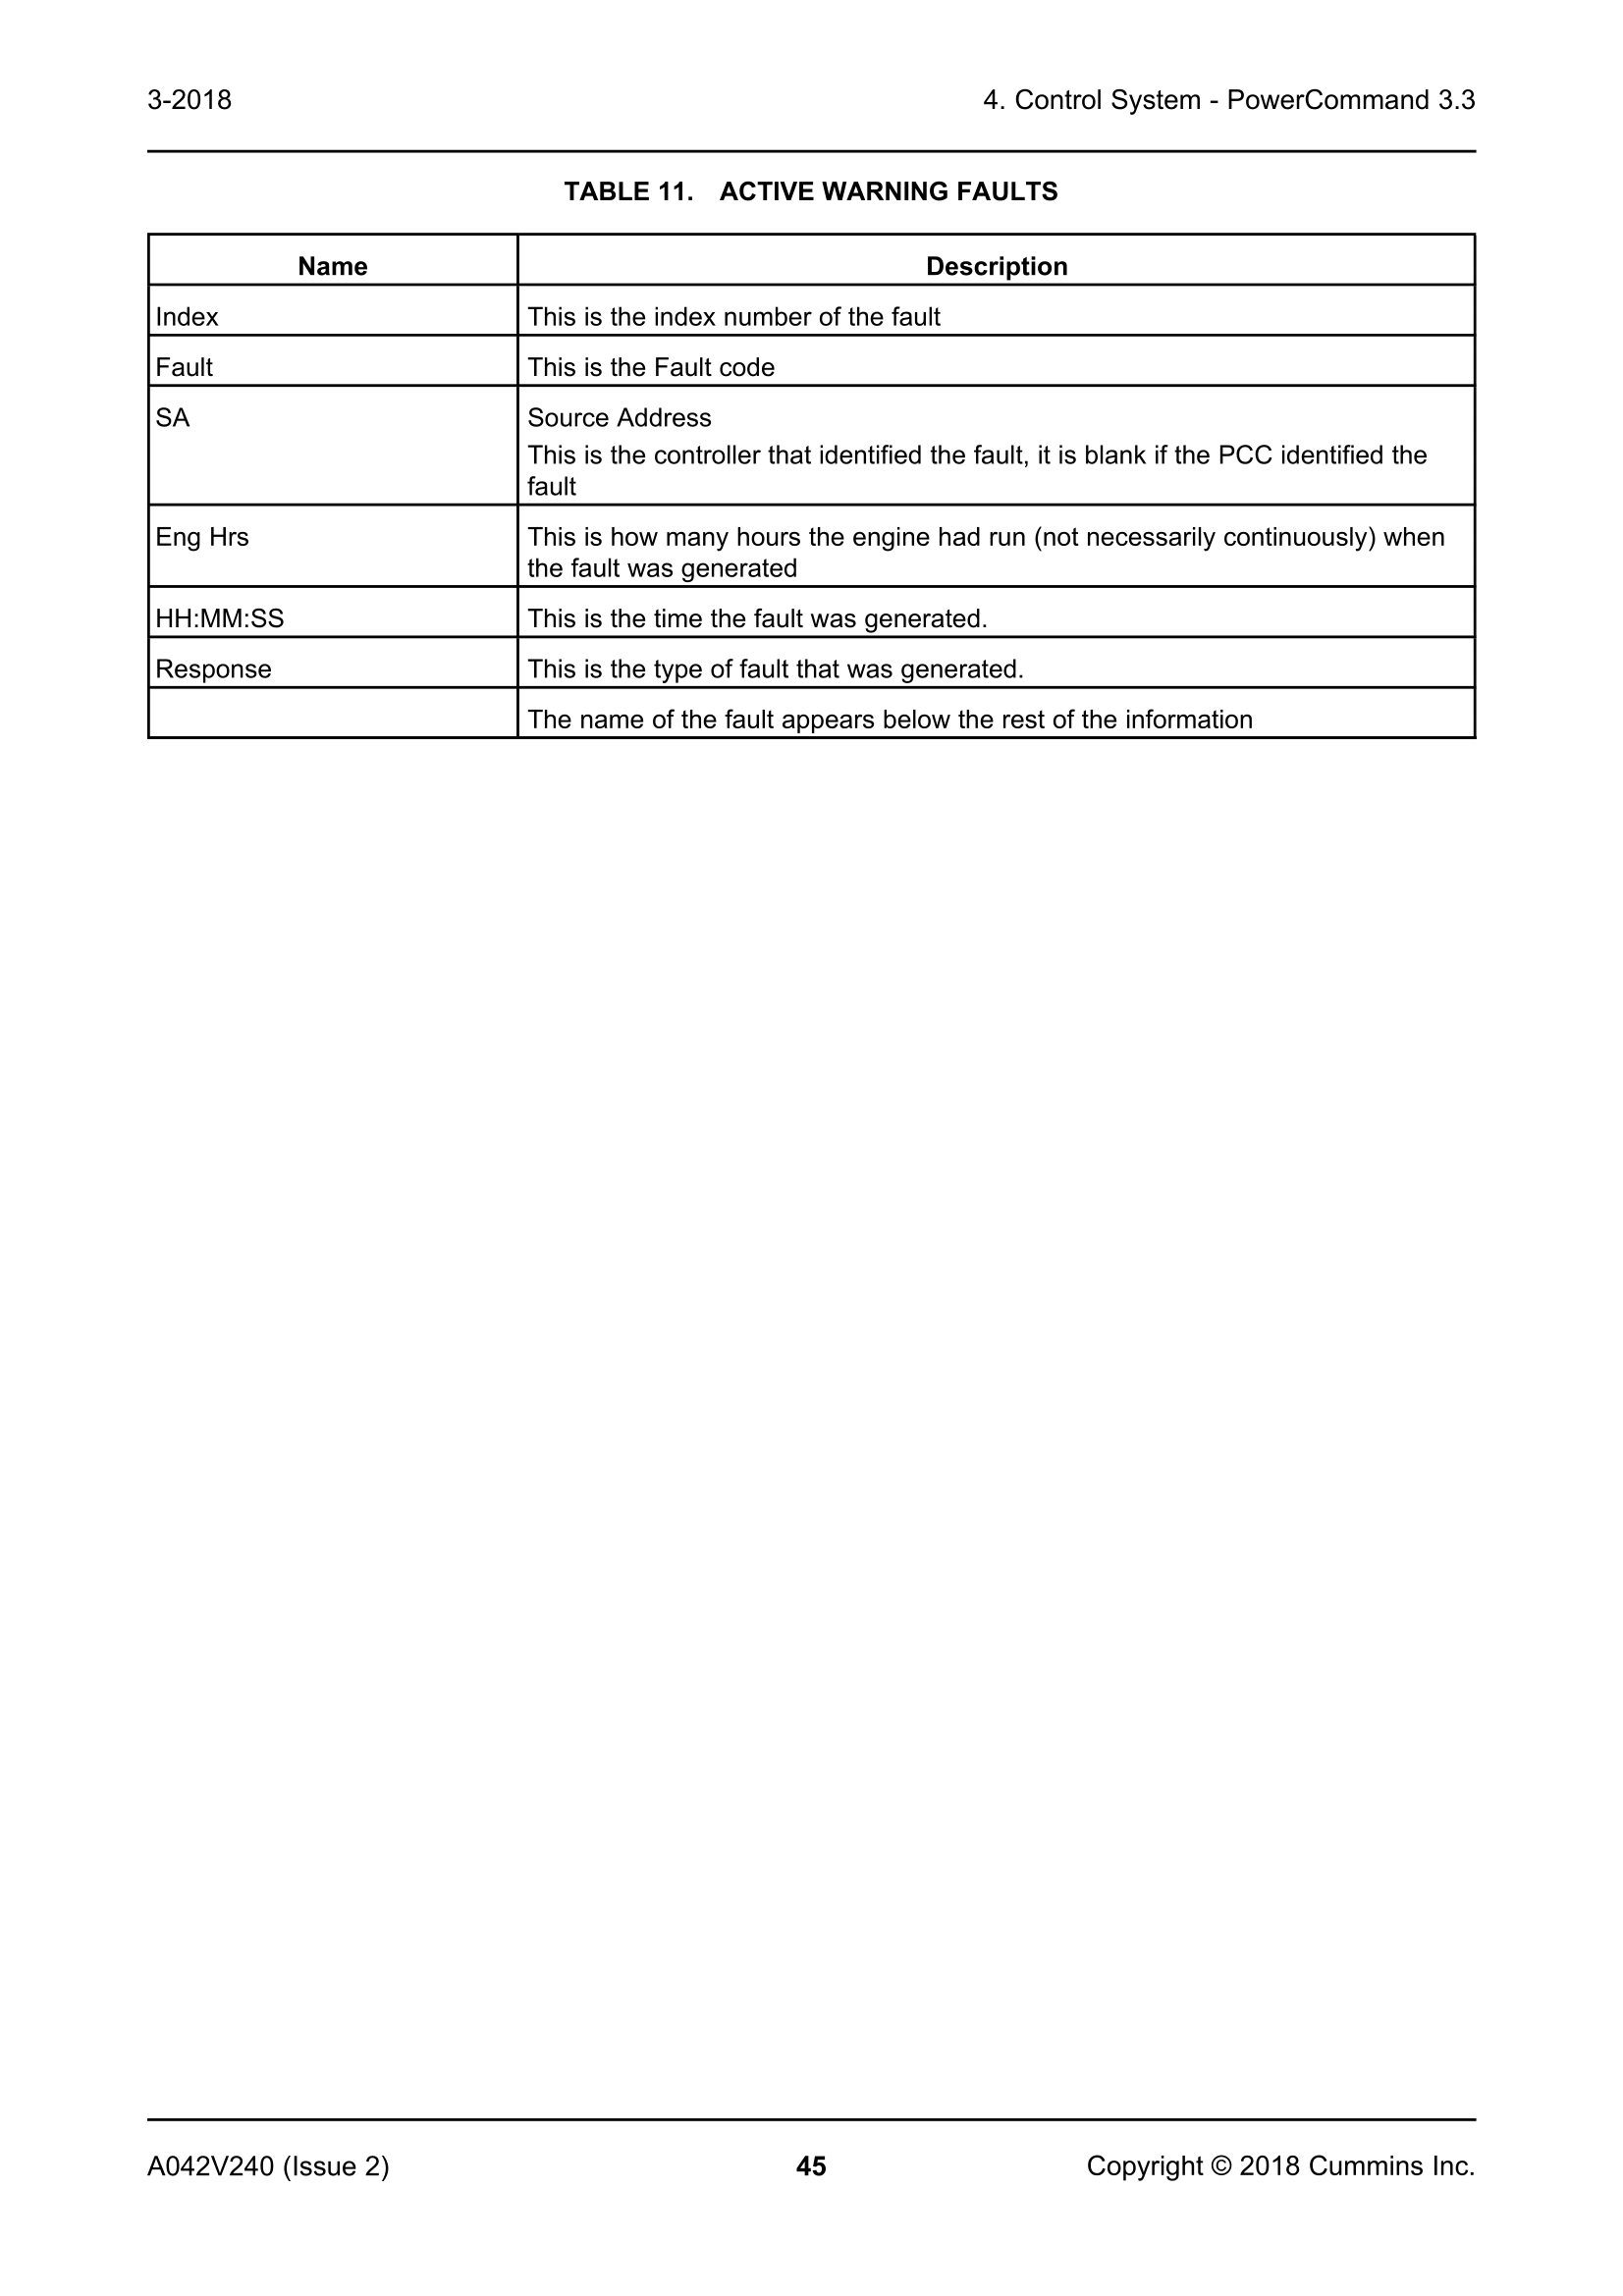 3-2018 4. Control System - PowerCommand 3.3
TABLE 11. ACTIVE WARNING FAULTS
Name Description
Index This is the index number of the fault
Fault This is the Fault code
SA Source Address
This is the controller that identified the fault, it is blank if the PCC identified the
fault
Eng Hrs This is how many hours the engine had run (not necessarily continuously) when
the fault was generated
HH:MM:SS This is the time the fault was generated.
Response This is the type of fault that was generated.
The name of the fault appears below the rest of the information
A042V240 (Issue 2) 45 Copyright © 2018 Cummins Inc.